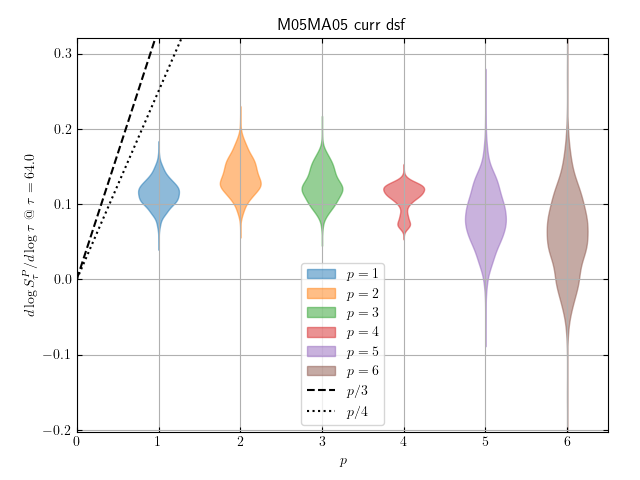 M05MA05 curr dsf
d log S_τ^P / d log τ @ τ = 64.0
0.3
0.2
0.1
0.0
−0.1
−0.2
p = 1
p = 2
p = 3
p = 4
p = 5
p = 6
p/3
p/4
0 1 2 3 4 5 6
p